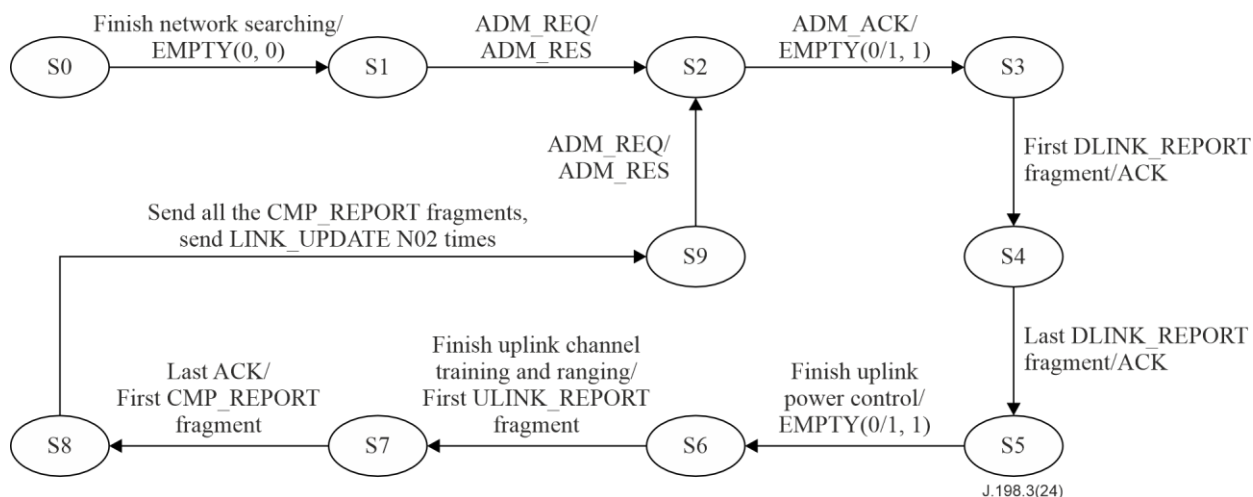 Finish network searching/
EMPTY(0, 0)
ADM_REQ/
ADM_RES
ADM_ACK/
EMPTY(0/1, 1)
S0
S1
S2
S3
First DLINK_REPORT
fragment/ACK
ADM_REQ/
ADM_RES
Send all the CMP_REPORT fragments,
send LINK_UPDATE N02 times
S9
S4
Last DLINK_REPORT
fragment/ACK
Last ACK/
First CMP_REPORT
fragment
Finish uplink channel
training and ranging/
First ULINK_REPORT
fragment
Finish uplink
power control/
EMPTY(0/1, 1)
S8
S7
S6
S5
J.198.3(24)